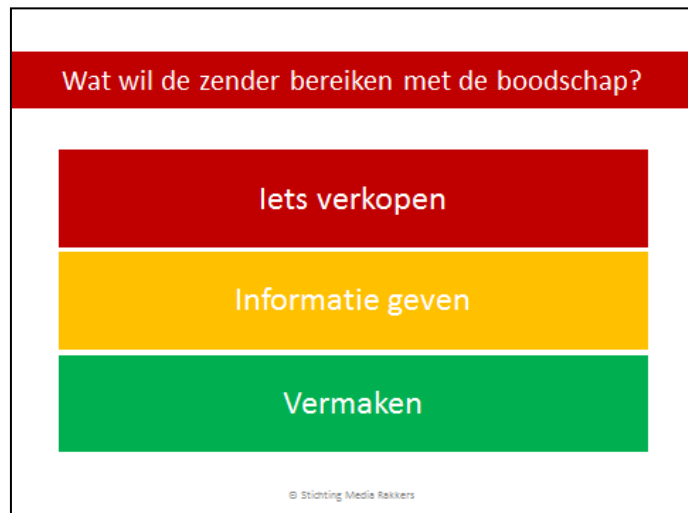 Wat wil de zender bereiken met de boodschap?
Iets verkopen
Informatie geven
Vermaken
© Stichting Media Rakkers